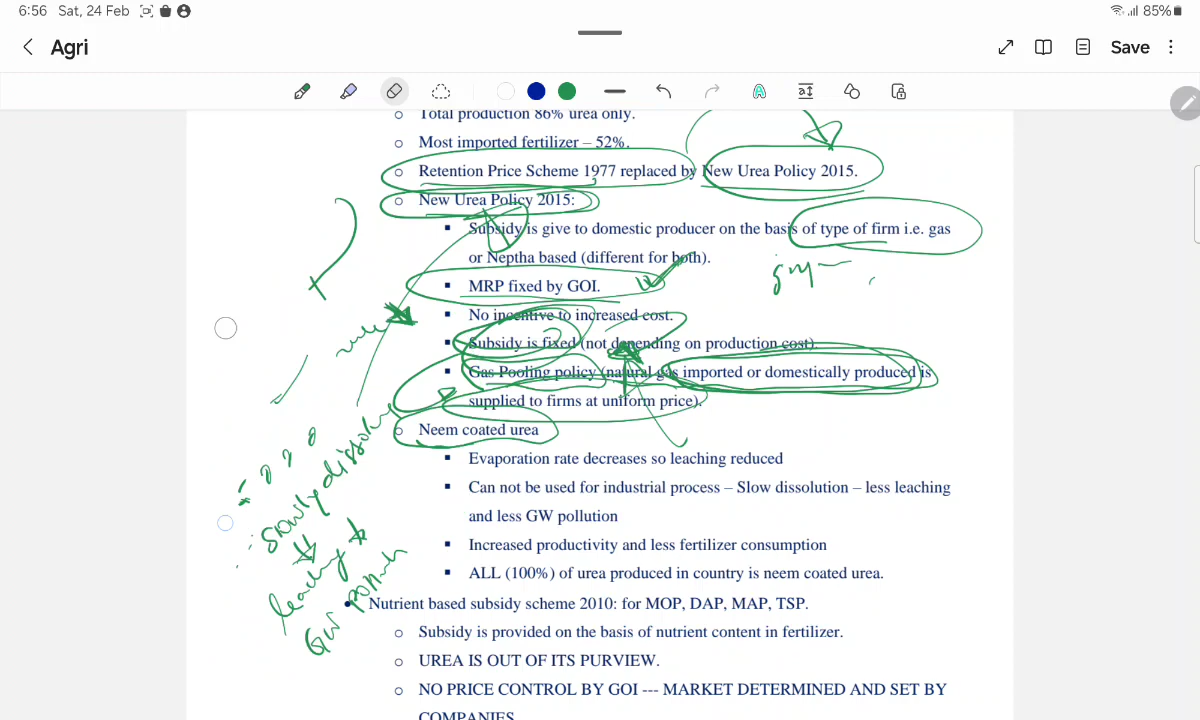 6:56 Sat, 24 Feb
85%
Agri
Save
Total production 86% urea only.
Most imported fertilizer – 52%.
Retention Price Scheme 1977 replaced by New Urea Policy 2015.
New Urea Policy 2015:
Subsidy is give to domestic producer on the basis of type of firm i.e. gas
or Neptha based (different for both).
MRP fixed by GOI.
No incentive to increased cost.
Subsidy is fixed (not depending on production cost).
Gas Pooling policy (natural gas imported or domestically produced is
supplied to firms at uniform price).
Neem coated urea
Evaporation rate decreases so leaching reduced
Can not be used for industrial process – Slow dissolution – less leaching
and less GW pollution
Increased productivity and less fertilizer consumption
ALL (100%) of urea produced in country is neem coated urea.
Nutrient based subsidy scheme 2010: for MOP, DAP, MAP, TSP.
Subsidy is provided on the basis of nutrient content in fertilizer.
UREA IS OUT OF ITS PURVIEW.
NO PRICE CONTROL BY GOI --- MARKET DETERMINED AND SET BY
COMPANIES
slowly
leaching
GW